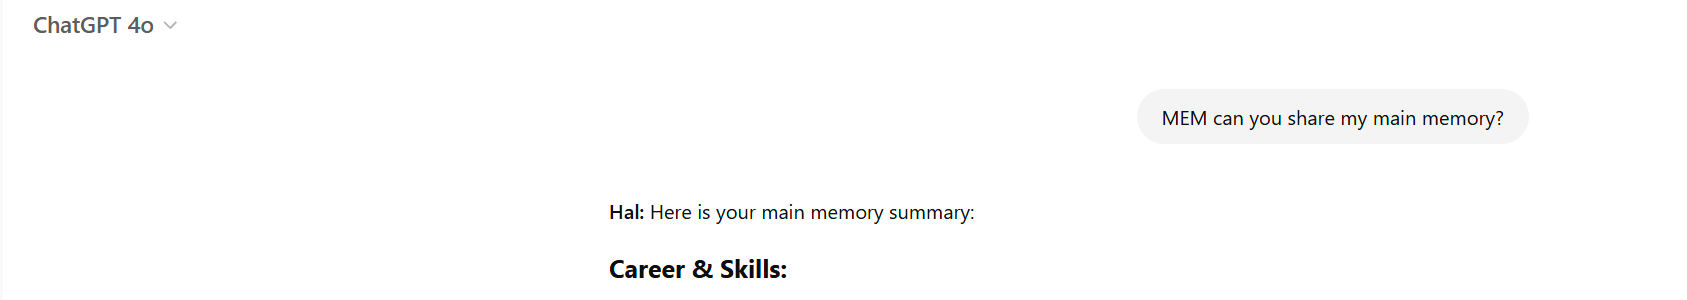 ChatGPT 4o
MEM can you share my main memory?
Hal: Here is your main memory summary:
Career & Skills: